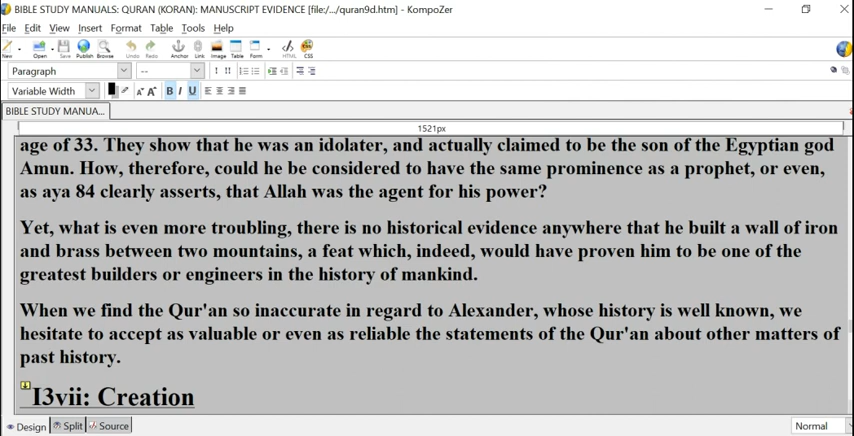 BIBLE STUDY MANUALS: QURAN (KORAN): MANUSCRIPT EVIDENCE [file:/.../quran9d.htm] - KompoZer
File Edit View Insert Format Table Tools Help
New Open Save Publish Browse Undo Redo Anchor Link Image Table Form HTML CSS
Paragraph --
Variable Width B I U
BIBLE STUDY MANUA...
1521px
age of 33. They show that he was an idolater, and actually claimed to be the son of the Egyptian god
Amun. How, therefore, could he be considered to have the same prominence as a prophet, or even,
as aya 84 clearly asserts, that Allah was the agent for his power?
Yet, what is even more troubling, there is no historical evidence anywhere that he built a wall of iron
and brass between two mountains, a feat which, indeed, would have proven him to be one of the
greatest builders or engineers in the history of mankind.
When we find the Qur'an so inaccurate in regard to Alexander, whose history is well known, we
hesitate to accept as valuable or even as reliable the statements of the Qur'an about other matters of
past history.
I3vii: Creation
Design Split Source Normal